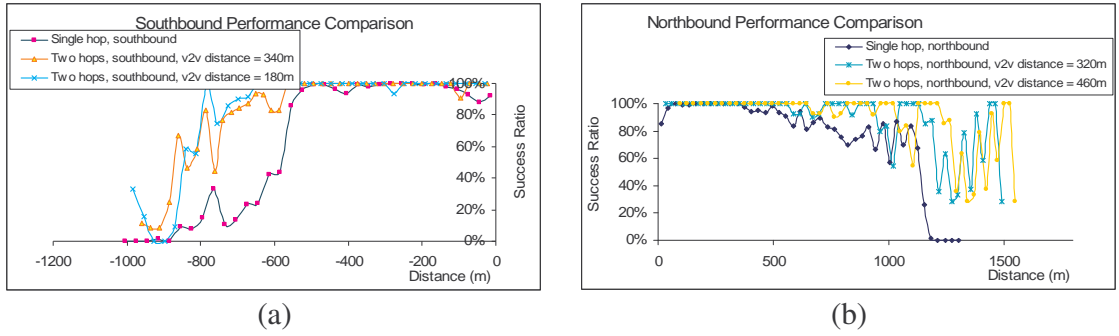 Southbound Performance Comparison
Single hop, southbound
Two hops, southbound, v2v distance = 340m
Two hops, southbound, v2v distance = 180m
100%
80%
60%
40%
20%
0%
Success Ratio
-1200
-1000
-800
-600
-400
-200
0
Distance (m)
(a)
Northbound Performance Comparison
Single hop, northbound
Two hops, northbound, v2v distance = 320m
Two hops, northbound, v2v distance = 460m
Success Ratio
100%
80%
60%
40%
20%
0%
0
500
1000
1500
Distance (m)
(b)